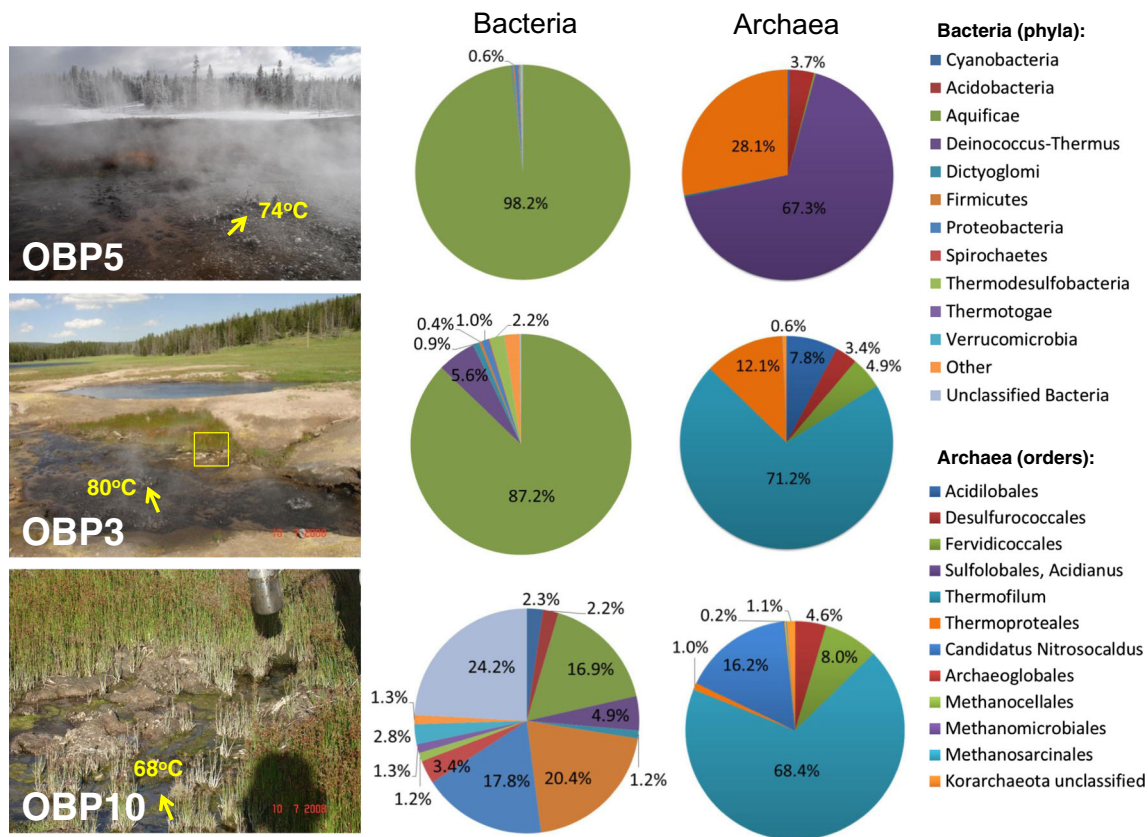 Bacteria
Archaea
OBP5
74°C
0.6%
98.2%
3.7%
28.1%
67.3%
OBP3
80°C
10 7 2008
0.4%
1.0%
2.2%
0.9%
5.6%
87.2%
0.6%
7.8%
3.4%
4.9%
12.1%
71.2%
OBP10
68°C
10 7 2008
2.3%
2.2%
24.2%
16.9%
1.3%
4.9%
2.8%
1.3%
3.4%
1.2%
17.8%
20.4%
1.2%
0.2%
1.1%
4.6%
1.0%
16.2%
8.0%
68.4%
Bacteria (phyla):
Cyanobacteria
Acidobacteria
Aquificae
Deinococcus-Thermus
Dictyoglomi
Firmicutes
Proteobacteria
Spirochaetes
Thermodesulfobacteria
Thermotogae
Verrucomicrobia
Other
Unclassified Bacteria
Archaea (orders):
Acidilobales
Desulfurococcales
Fervidicoccales
Sulfolobales, Acidianus
Thermofilum
Thermoproteales
Candidatus Nitrosocaldus
Archaeoglobales
Methanocellales
Methanomicrobiales
Methanosarcinales
Korarchaeota unclassified